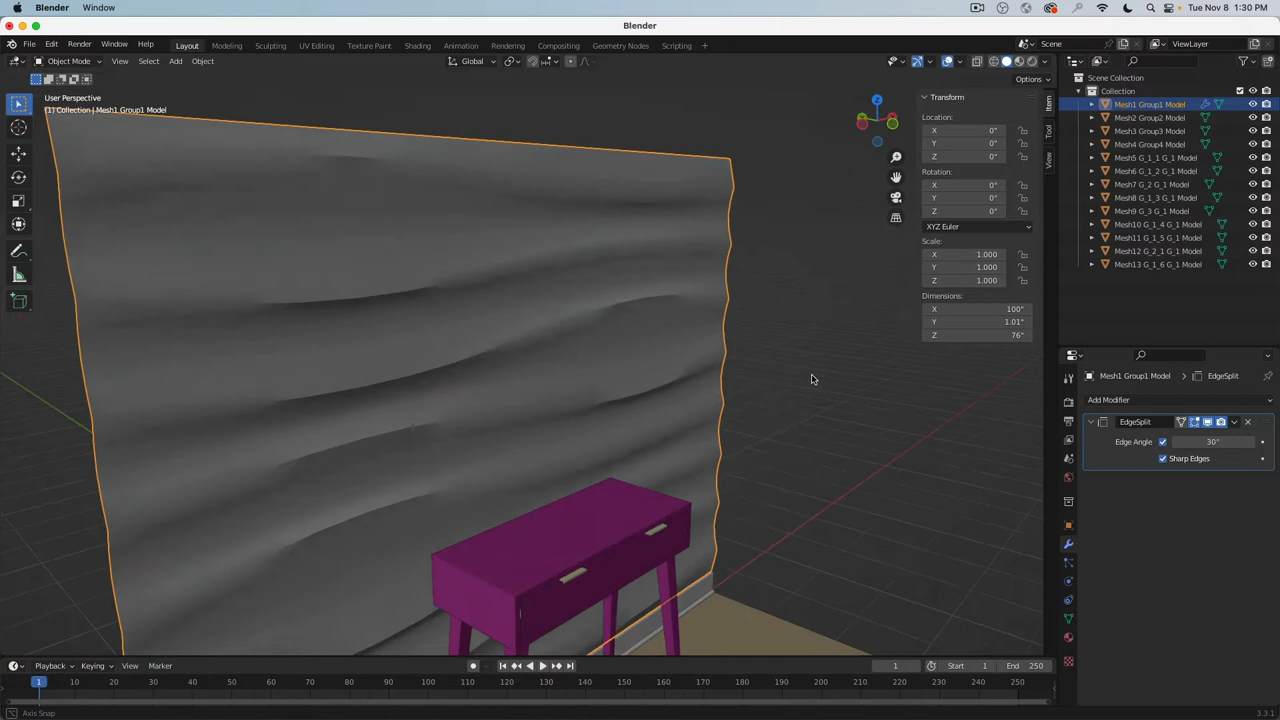 Blender Window Tue Nov 8 1:30 PM
Blender
File Edit Render Window Help Layout Modeling Sculpting UV Editing Texture Paint Shading Animation Rendering Compositing Geometry Nodes Scripting + Scene ViewLayer
Object Mode View Select Add Object Global
Options
User Perspective
(1) Collection | Mesh1 Group1 Model
Transform
Location:
X 0"
Y 0"
Z 0"
Rotation:
X 0°
Y 0°
Z 0°
XYZ Euler
Scale:
X 1.000
Y 1.000
Z 1.000
Dimensions:
X 100"
Y 1.01"
Z 76"
Item
Tool
View
Z
Scene Collection
Collection
Mesh1 Group1 Model
Mesh2 Group2 Model
Mesh3 Group3 Model
Mesh4 Group4 Model
Mesh5 G_1_1 G_1 Model
Mesh6 G_1_2 G_1 Model
Mesh7 G_2 G_1 Model
Mesh8 G_1_3 G_1 Model
Mesh9 G_3 G_1 Model
Mesh10 G_1_4 G_1 Model
Mesh11 G_1_5 G_1 Model
Mesh12 G_2_1 G_1 Model
Mesh13 G_1_6 G_1 Model
Mesh1 Group1 Model > EdgeSplit
Add Modifier
EdgeSplit
Edge Angle 30°
Sharp Edges
Playback Keying View Marker 1 Start 1 End 250
1 10 20 30 40 50 60 70 80 90 100 110 120 130 140 150 160 170 180 190 200 210 220 230 240 250
Axis Snap 3.3.1